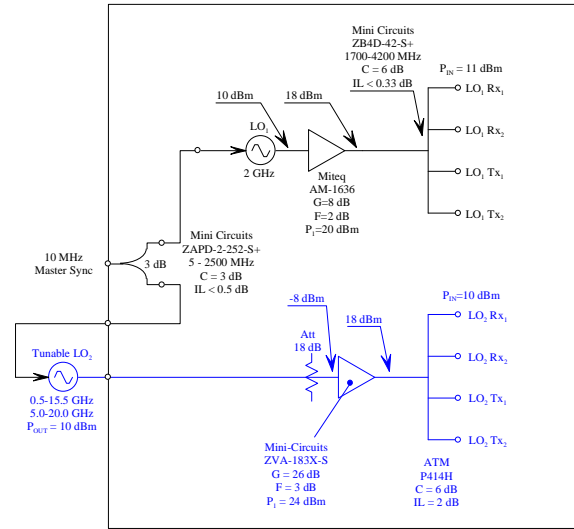 Mini Circuits
ZB4D-42-S+
1700-4200 MHz
C = 6 dB
IL < 0.33 dB
P_IN = 11 dBm
LO₁ Rx₁
LO₁ Rx₂
LO₁ Tx₁
LO₁ Tx₂
10 dBm
18 dBm
LO₁
2 GHz
Miteq
AM-1636
G=8 dB
F=2 dB
P₁=20 dBm
10 MHz
Master Sync
3 dB
Mini Circuits
ZAPD-2-252-S+
5 - 2500 MHz
C = 3 dB
IL < 0.5 dB
Tunable LO₂
0.5-15.5 GHz
5.0-20.0 GHz
P_OUT = 10 dBm
Att
18 dB
-8 dBm
18 dBm
P_IN=10 dBm
LO₂ Rx₁
LO₂ Rx₂
LO₂ Tx₁
LO₂ Tx₂
Mini-Circuits
ZVA-183X-S
G = 26 dB
F = 3 dB
P₁ = 24 dBm
ATM
P414H
C = 6 dB
IL = 2 dB